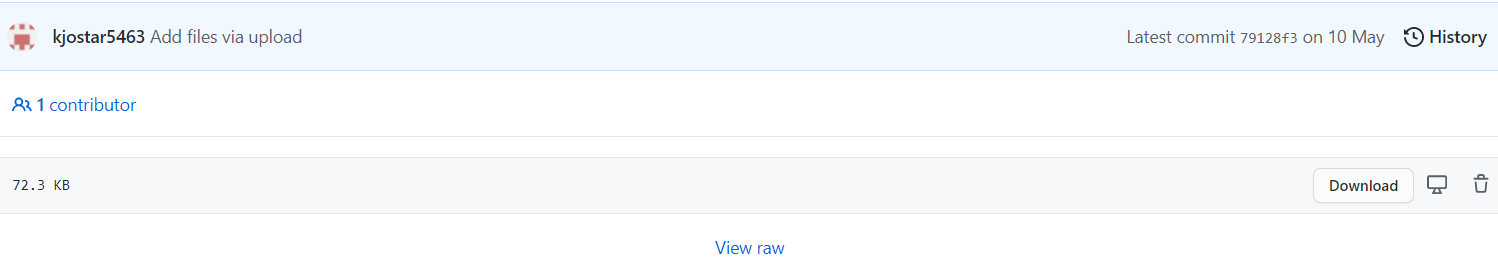 kjostar5463 Add files via upload Latest commit 79128f3 on 10 May History
1 contributor
72.3 KB Download
View raw